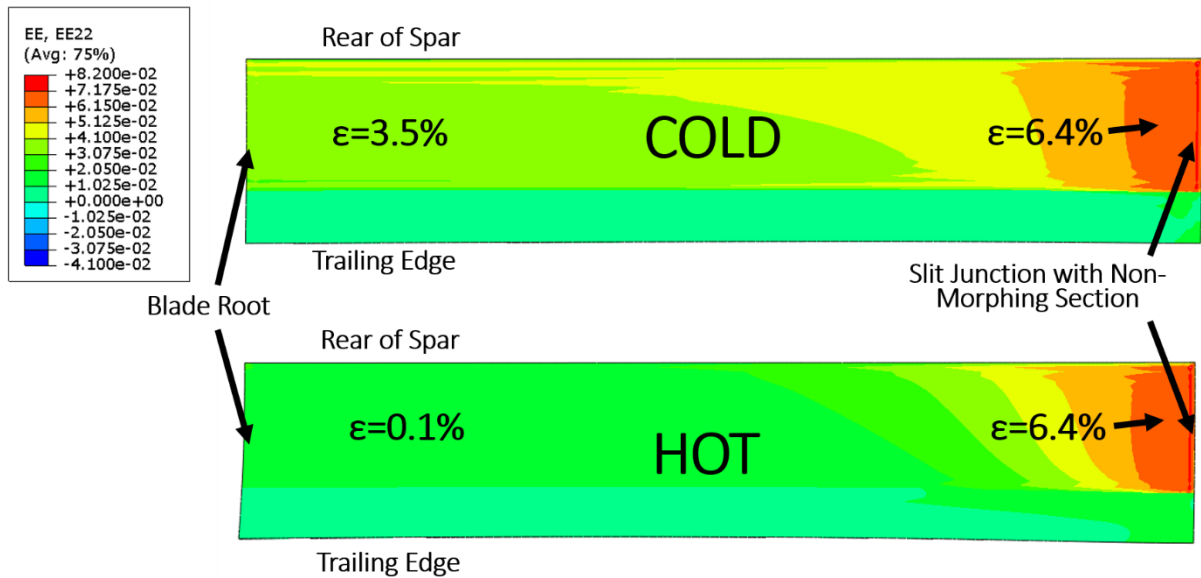 EE, EE22
(Avg: 75%)
+8.200e-02
+7.175e-02
+6.150e-02
+5.125e-02
+4.100e-02
+3.075e-02
+2.050e-02
+1.025e-02
+0.000e+00
-1.025e-02
-2.050e-02
-3.075e-02
-4.100e-02
Rear of Spar
ε=3.5%
COLD
ε=6.4%
Trailing Edge
Blade Root
Slit Junction with Non-
Morphing Section
Rear of Spar
ε=0.1%
HOT
ε=6.4%
Trailing Edge